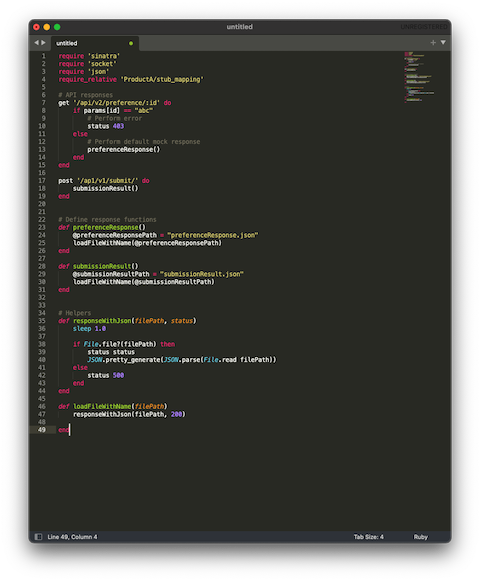 untitled
UNREGISTERED
untitled
1 require 'sinatra'
2 require 'socket'
3 require 'json'
4 require_relative 'ProductA/stub_mapping'
5
6 # API responses
7 get '/api/v2/preference/:id' do
8 if params[id] == "abc"
9 # Perform error
10 status 403
11 else
12 # Perform default mock response
13 preferenceResponse()
14 end
15 end
16
17 post '/ap1/v1/submit/' do
18 submissionResult()
19 end
20
21
22 # Define response functions
23 def preferenceResponse()
24 @preferenceResponsePath = "preferenceResponse.json"
25 loadFileWithName(@preferenceResponsePath)
26 end
27
28 def submissionResult()
29 @submissionResultPath = "submissionResult.json"
30 loadFileWithName(@submissionResultPath)
31 end
32
33
34 # Helpers
35 def responseWithJson(filePath, status)
36 sleep 1.0
37
38 if File.file?(filePath) then
39 status status
40 JSON.pretty_generate(JSON.parse(File.read filePath))
41 else
42 status 500
43 end
44 end
45
46 def loadFileWithName(filePath)
47 responseWithJson(filePath, 200)
48
49 end
Line 49, Column 4
Tab Size: 4
Ruby